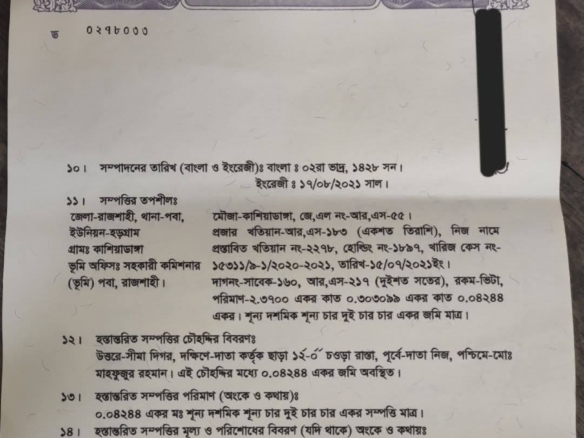 ভ ০২৭৮০৩৩
১০। সম্পাদনের তারিখ (বাংলা ও ইংরেজী)ঃ বাংলা ঃ ০২রা ভাদ্র, ১৪২৮ সন।
ইংরেজী ঃ ১৭/০৮/২০২১ সাল।
১১। সম্পত্তির তপশীলঃ
জেলা-রাজশাহী, থানা-পবা, মৌজা-কাশিয়াডাঙ্গা, জে,এল নং-আর,এস-৫৫।
ইউনিয়ন-হড়গ্রাম প্রজার খতিয়ান-আর,এস-১৮৩ (একশত তিরাশি), নিজ নামে
গ্রামঃ কাশিয়াডাঙ্গা প্রস্তাবিত খতিয়ান নং-২২৭৮, হোল্ডিং নং-১৮৯৭, খারিজ কেস নং-
ভূমি অফিসঃ সহকারী কমিশনার ১৫৩১১/৯-১/২০২০-২০২১, তারিখ-১৫/০৭/২০২১ইং।
(ভূমি) পবা, রাজশাহী। দাগনং-সাবেক-১৬০, আর,এস-২১৭ (দুইশত সতের), রকম-ভিটা,
পরিমাণ-২.৩৭০০ একর কাত ০.৩০৩০৯৯ একর কাত ০.০৪২৪৪
একর। শূন্য দশমিক শূন্য চার দুই চার চার একর জমি মাত্র।
১২। হস্তান্তরিত সম্পত্তির চৌহদ্দির বিবরণঃ
উত্তরে-সীমা দিগর, দক্ষিণে-দাতা কর্তৃক ছাড়া ১২-০" চওড়া রাস্তা, পূর্বে-দাতা নিজ, পশ্চিমে-মোঃ
মাহফুজুর রহমান। এই চৌহদ্দির মধ্যে ০.০৪২৪৪ একর জমি অবস্থিত।
১৩। হস্তান্তরিত সম্পত্তির পরিমাণ (অংকে ও কথায়)ঃ
০.০৪২৪৪ একর মঃ শূন্য দশমিক শূন্য চার দুই চার চার একর সম্পত্তি মাত্র।
১৪। হস্তান্তরিত সম্পত্তির মূল্য ও পরিশোধের বিবরণ (যদি থাকে) অংকে ও কথায়ঃ